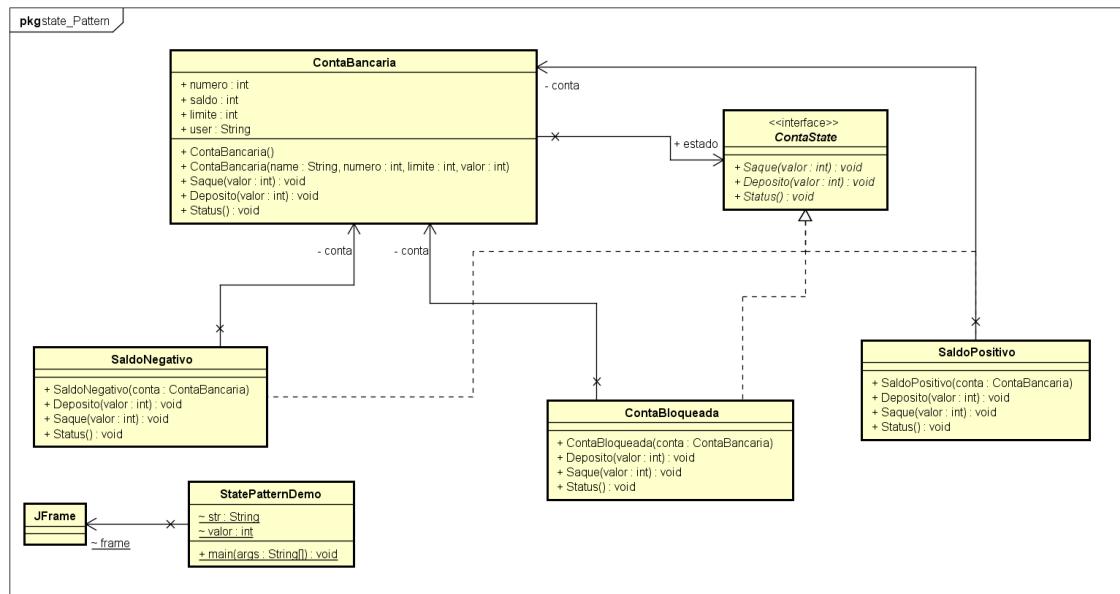 pkg state_Pattern
ContaBancaria
+ numero : int
+ saldo : int
+ limite : int
+ user : String
+ ContaBancaria()
+ ContaBancaria(name : String, numero : int, limite : int, valor : int)
+ Saque(valor : int) : void
+ Deposito(valor : int) : void
+ Status() : void
- conta
+ estado
<<interface>>
ContaState
+ Saque(valor : int) : void
+ Deposito(valor : int) : void
+ Status() : void
- conta
- conta
SaldoNegativo
+ SaldoNegativo(conta : ContaBancaria)
+ Deposito(valor : int) : void
+ Saque(valor : int) : void
+ Status() : void
ContaBloqueada
+ ContaBloqueada(conta : ContaBancaria)
+ Deposito(valor : int) : void
+ Saque(valor : int) : void
+ Status() : void
SaldoPositivo
+ SaldoPositivo(conta : ContaBancaria)
+ Deposito(valor : int) : void
+ Saque(valor : int) : void
+ Status() : void
JFrame
~ frame
StatePatternDemo
~ str : String
~ valor : int
+ main(args : String[]) : void